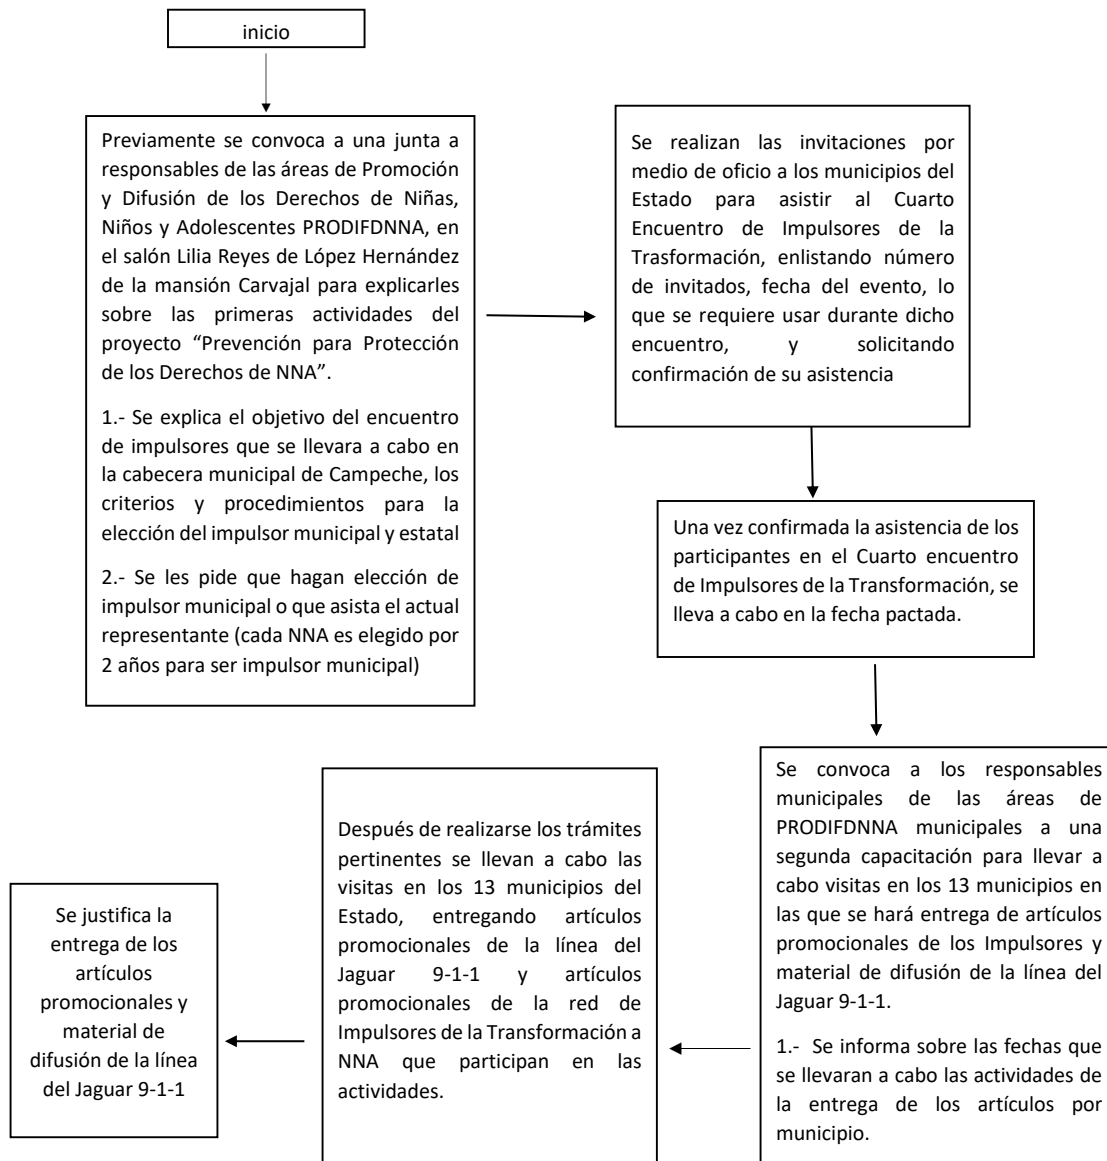 inicio
Previamente se convoca a una junta a
responsables de las áreas de Promoción
y Difusión de los Derechos de Niñas,
Niños y Adolescentes PRODIFDNNA, en
el salón Lilia Reyes de López Hernández
de la mansión Carvajal para explicarles
sobre las primeras actividades del
proyecto “Prevención para Protección
de los Derechos de NNA”.
1.- Se explica el objetivo del encuentro
de impulsores que se llevara a cabo en
la cabecera municipal de Campeche, los
criterios y procedimientos para la
elección del impulsor municipal y estatal
2.- Se les pide que hagan elección de
impulsor municipal o que asista el actual
representante (cada NNA es elegido por
2 años para ser impulsor municipal)
Se realizan las invitaciones por
medio de oficio a los municipios del
Estado para asistir al Cuarto
Encuentro de Impulsores de la
Trasformación, enlistando número
de invitados, fecha del evento, lo
que se requiere usar durante dicho
encuentro, y solicitando
confirmación de su asistencia
Una vez confirmada la asistencia de los
participantes en el Cuarto encuentro
de Impulsores de la Transformación, se
lleva a cabo en la fecha pactada.
Se convoca a los responsables
municipales de las áreas de
PRODIFDNNA municipales a una
segunda capacitación para llevar a
cabo visitas en los 13 municipios en
las que se hará entrega de artículos
promocionales de los Impulsores y
material de difusión de la línea del
Jaguar 9-1-1.
1.- Se informa sobre las fechas que
se llevaran a cabo las actividades de
la entrega de los artículos por
municipio.
Después de realizarse los trámites
pertinentes se llevan a cabo las
visitas en los 13 municipios del
Estado, entregando artículos
promocionales de la línea del
Jaguar 9-1-1 y artículos
promocionales de la red de
Impulsores de la Transformación a
NNA que participan en las
actividades.
Se justifica la
entrega de los
artículos
promocionales y
material de
difusión de la línea
del Jaguar 9-1-1